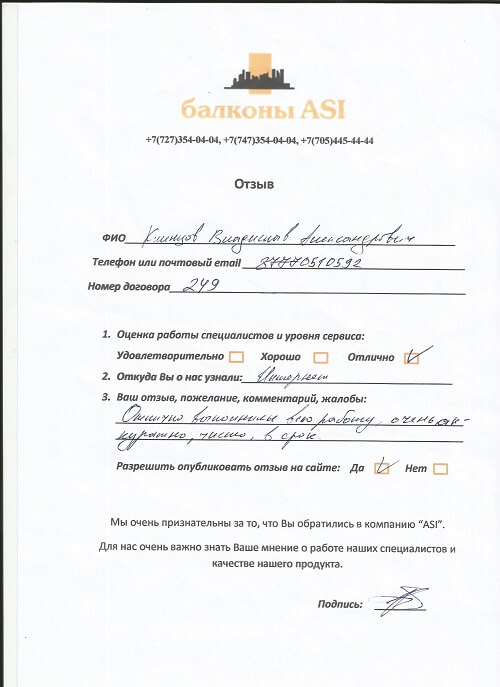 балконы ASI
+7(727)354-04-04, +7(747)354-04-04, +7(705)445-44-44
Отзыв
ФИО Климцов Владислав Александрович
Телефон или почтовый email 87770510592
Номер договора 249
1. Оценка работы специалистов и уровня сервиса:
Удовлетворительно Хорошо Отлично
2. Откуда Вы о нас узнали: Интернет
3. Ваш отзыв, пожелание, комментарий, жалобы:
Отлично выполнили всю работу, очень ак-
куратно, чисто, в срок.
Разрешить опубликовать отзыв на сайте: Да Нет
Мы очень признательны за то, что Вы обратились в компанию “ASI”.
Для нас очень важно знать Ваше мнение о работе наших специалистов и
качестве нашего продукта.
Подпись: